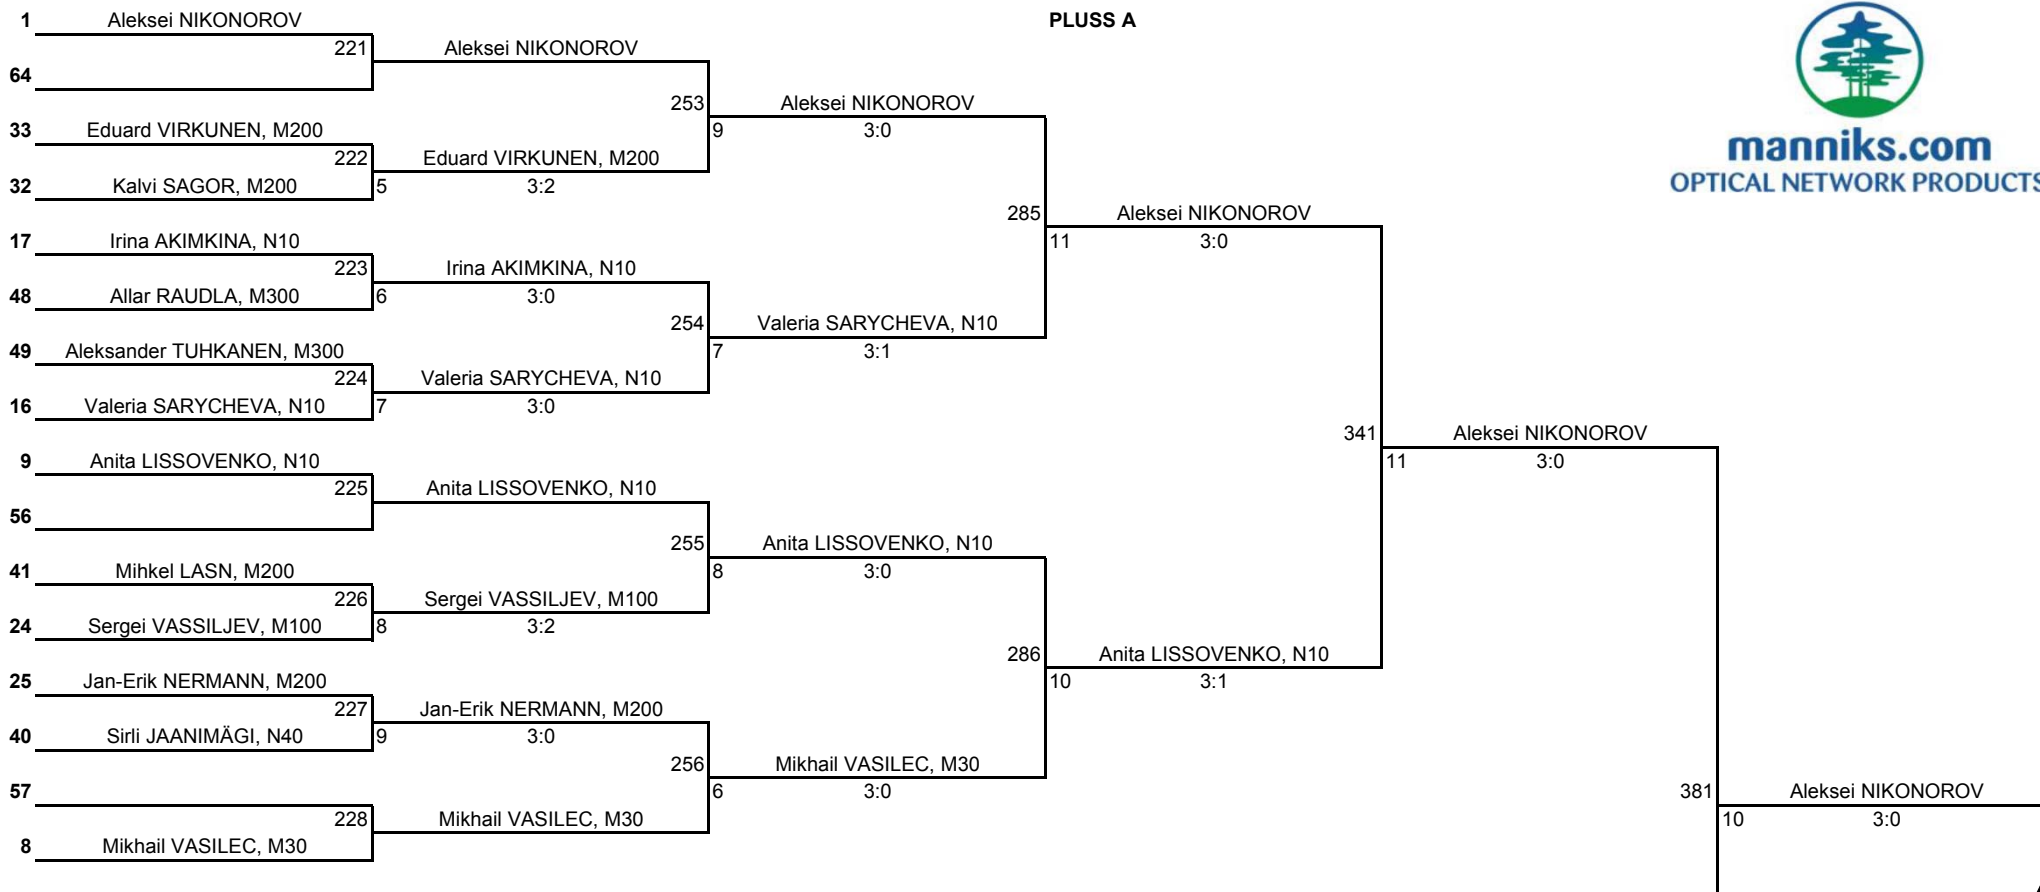 1 Aleksei NIKONOROV PLUSS A
221 Aleksei NIKONOROV
64
253 Aleksei NIKONOROV
33 Eduard VIRKUNEN, M200 9 3:0
manniks.com
222 Eduard VIRKUNEN, M200
32 Kalvi SAGOR, M200 5 3:2
OPTICAL NETWORK PRODUCTS
285 Aleksei NIKONOROV
17 Irina AKIMKINA, N10 11 3:0
223 Irina AKIMKINA, N10
48 Allar RAUDLA, M300 6 3:0
254 Valeria SARYCHEVA, N10
49 Aleksander TUHKANEN, M300 7 3:1
224 Valeria SARYCHEVA, N10
16 Valeria SARYCHEVA, N10 7 3:0
341 Aleksei NIKONOROV
9 Anita LISSOVENKO, N10 11 3:0
225 Anita LISSOVENKO, N10
56
255 Anita LISSOVENKO, N10
41 Mihkel LASN, M200 8 3:0
226 Sergei VASSILJEV, M100
24 Sergei VASSILJEV, M100 8 3:2
286 Anita LISSOVENKO, N10
25 Jan-Erik NERMANN, M200 10 3:1
227 Jan-Erik NERMANN, M200
40 Sirli JAANIMÄGI, N40 9 3:0
256 Mikhail VASILEC, M30
57 6 3:0 381 Aleksei NIKONOROV
228 Mikhail VASILEC, M30 10 3:0
8 Mikhail VASILEC, M30